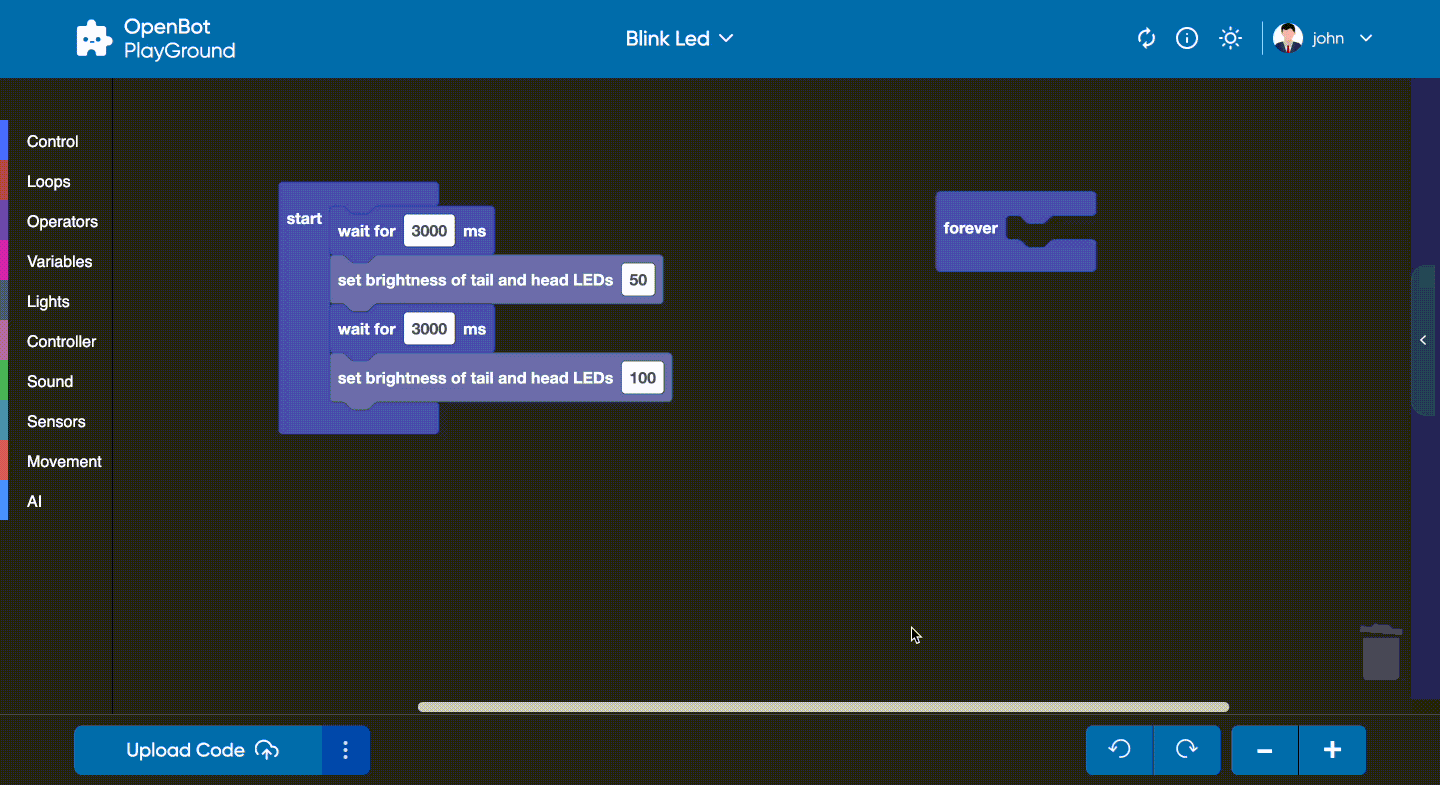 OpenBot
PlayGround
Blink Led
john
Control
Loops
Operators
Variables
Lights
Controller
Sound
Sensors
Movement
AI
start
wait for 3000 ms
set brightness of tail and head LEDs 50
wait for 3000 ms
set brightness of tail and head LEDs 100
forever
Upload Code